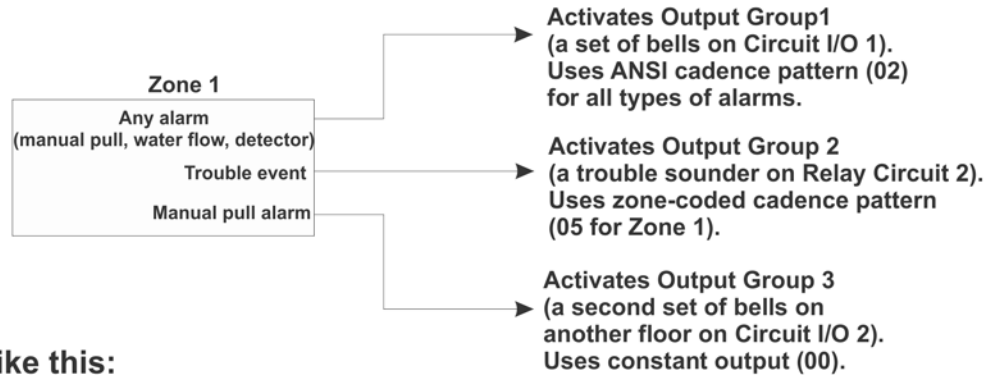 Activates Output Group1
(a set of bells on Circuit I/O 1).
Uses ANSI cadence pattern (02)
for all types of alarms.
Zone 1
Any alarm
(manual pull, water flow, detector)
Trouble event
Manual pull alarm
Activates Output Group 2
(a trouble sounder on Relay Circuit 2).
Uses zone-coded cadence pattern
(05 for Zone 1).
Activates Output Group 3
(a second set of bells on
another floor on Circuit I/O 2).
Uses constant output (00).
ike this: